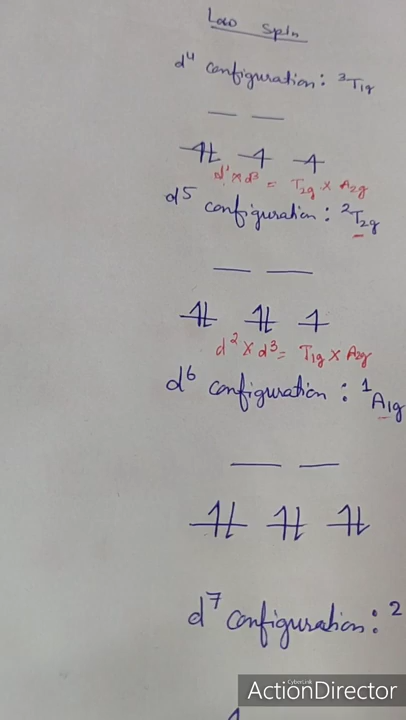 Low Spin
d4 configuration : 3T1g
d1 x d3 = T2g x A2g
d5 configuration : 2T2g
d2 x d3 = T1g x A2g
d6 configuration : 1A1g
d7 configuration : 2
CyberLink
ActionDirector